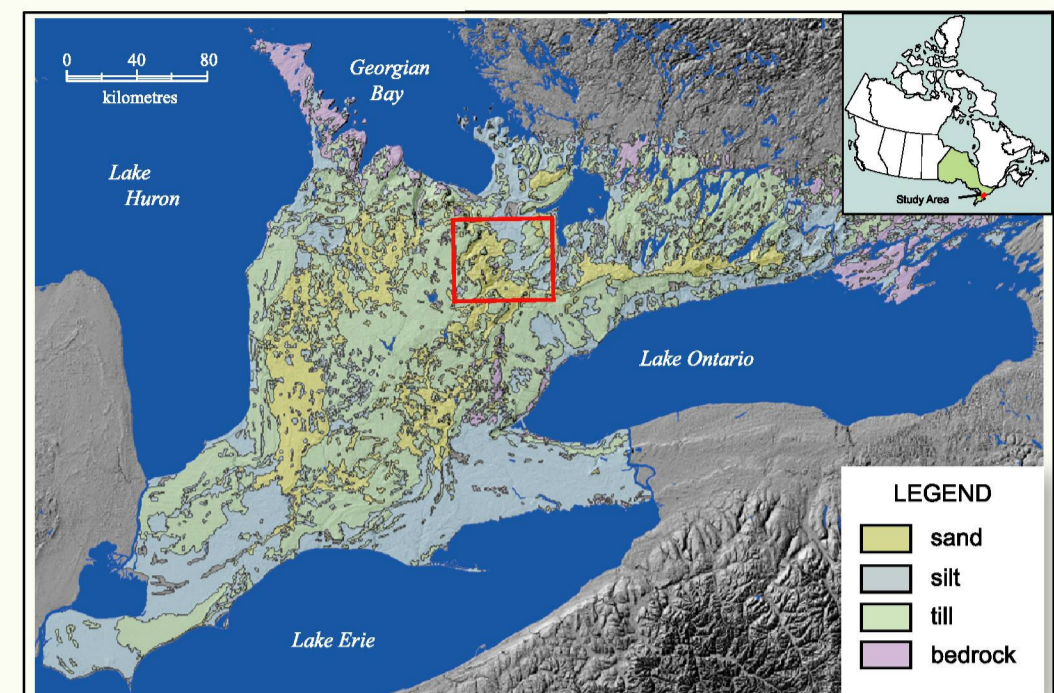 0 40 80
kilometres
Georgian
Bay
Lake
Huron
Study Area
Lake Ontario
Lake Erie
LEGEND
sand
silt
till
bedrock